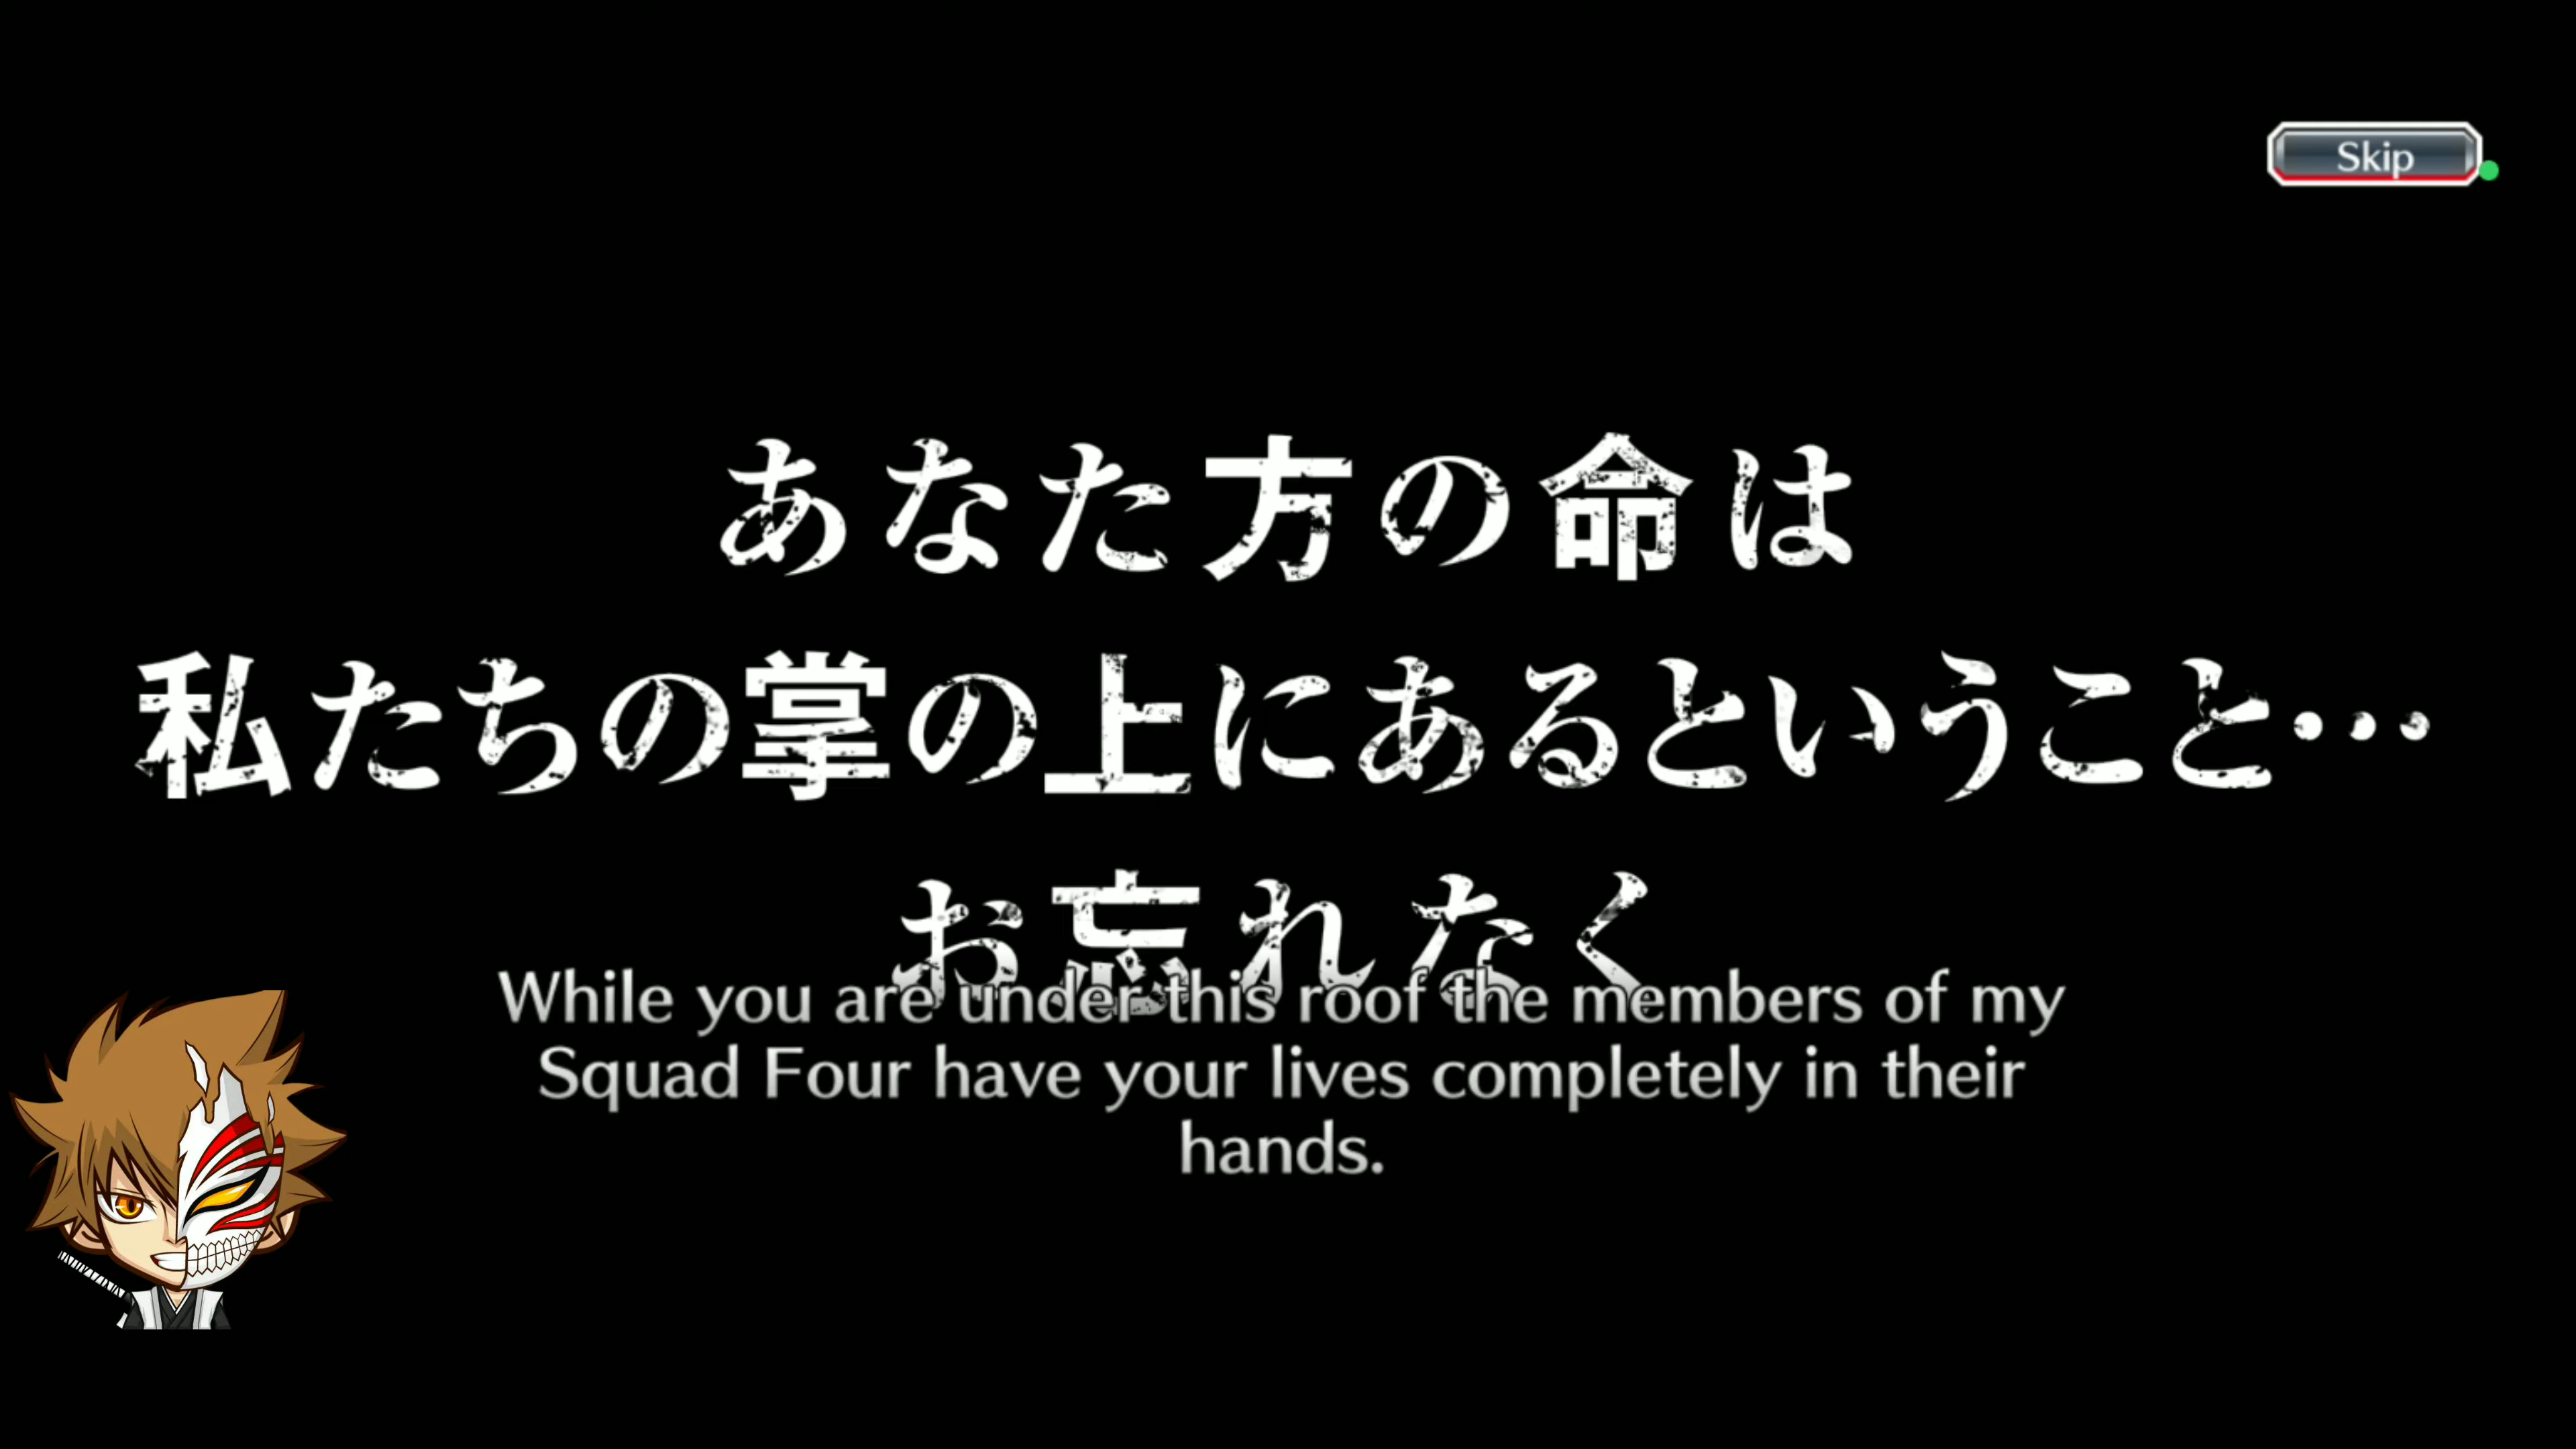 Skip
あなた方の命は
私たちの掌の上にあるということ…
お忘れなく
While you are under this roof the members of my
Squad Four have your lives completely in their
hands.